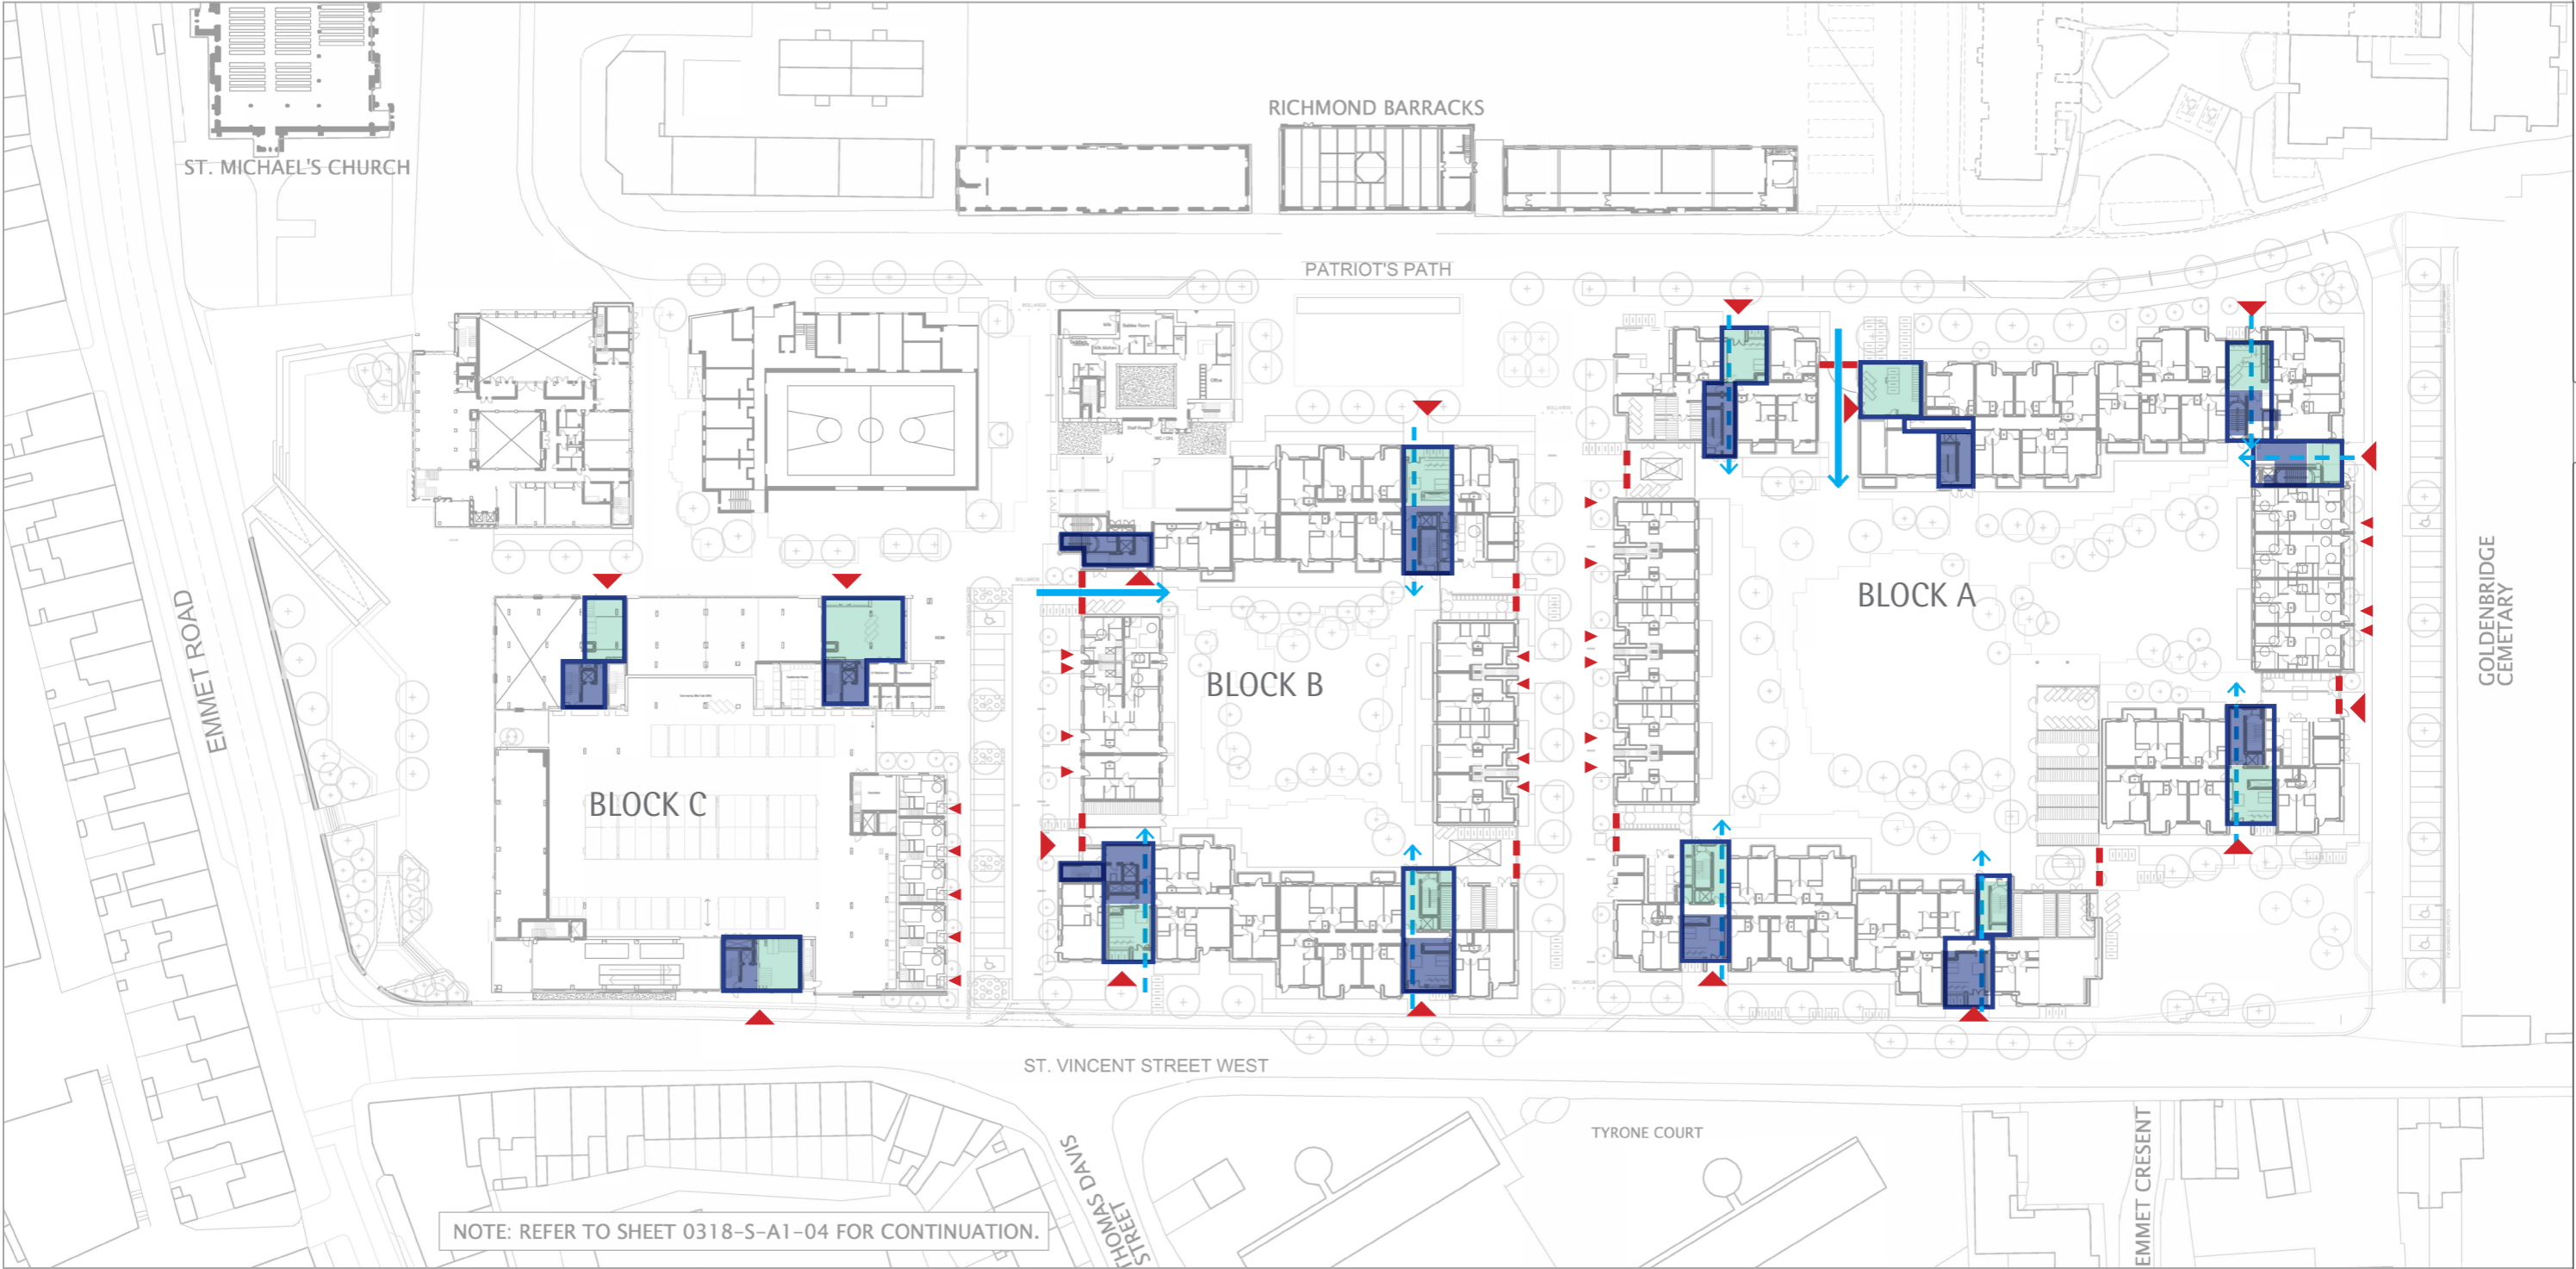 RICHMOND BARRACKS
ST. MICHAEL'S CHURCH
PATRIOT'S PATH
EMMET ROAD
BLOCK A
BLOCK B
BLOCK C
GOLDENBRIDGE
CEMETARY
ST. VINCENT STREET WEST
TYRONE COURT
THOMAS DAVIS
STREET
EMMET CRESENT
NOTE: REFER TO SHEET 0318-S-A1-04 FOR CONTINUATION.